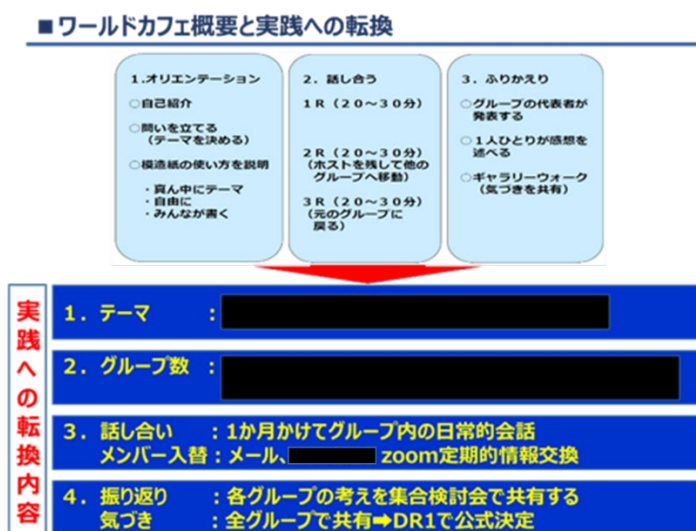 ■ワールドカフェ概要と実践への転換
1.オリエンテーション
○自己紹介
○問いを立てる
(テーマを決める)
○模造紙の使い方を説明
・真ん中にテーマ
・自由に
・みんなが書く
2．話し合う
1R(20～30分)
2R(20～30分)
(ホストを残して他の
グループへ移動)
3R(20～30分)
(元のグループに
戻る)
3．ふりかえり
○グループの代表者が
発表する
○1人ひとりが感想を
述べる
○ギャラリーウォーク
(気づきを共有)
実践への転換内容
1．テーマ　　：
2．グループ数　：
3．話し合い　　：1か月かけてグループ内の日常的会話
メンバー入替：メール、 zoom定期的情報交換
4．振り返り　　：各グループの考えを集合検討会で共有する
気づき　　：全グループで共有➡DR1で公式決定